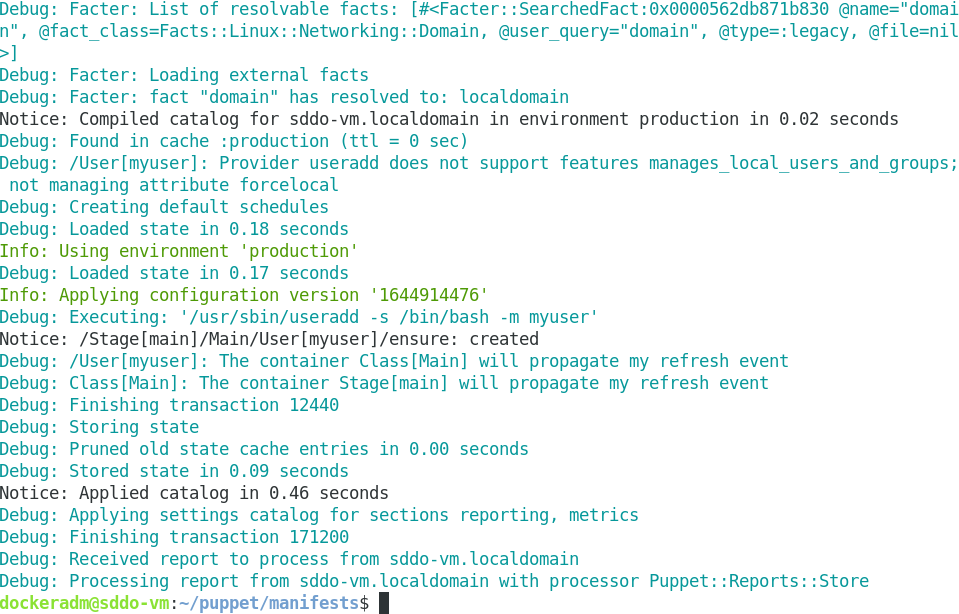 Debug: Facter: List of resolvable facts: [#<Facter::SearchedFact:0x0000562db871b830 @name="domai
n", @fact_class=Facts::Linux::Networking::Domain, @user_query="domain", @type=:legacy, @file=nil
>]
Debug: Facter: Loading external facts
Debug: Facter: fact "domain" has resolved to: localdomain
Notice: Compiled catalog for sddo-vm.localdomain in environment production in 0.02 seconds
Debug: Found in cache :production (ttl = 0 sec)
Debug: /User[myuser]: Provider useradd does not support features manages_local_users_and_groups;
 not managing attribute forcelocal
Debug: Creating default schedules
Debug: Loaded state in 0.18 seconds
Info: Using environment 'production'
Debug: Loaded state in 0.17 seconds
Info: Applying configuration version '1644914476'
Debug: Executing: '/usr/sbin/useradd -s /bin/bash -m myuser'
Notice: /Stage[main]/Main/User[myuser]/ensure: created
Debug: /User[myuser]: The container Class[Main] will propagate my refresh event
Debug: Class[Main]: The container Stage[main] will propagate my refresh event
Debug: Finishing transaction 12440
Debug: Storing state
Debug: Pruned old state cache entries in 0.00 seconds
Debug: Stored state in 0.09 seconds
Notice: Applied catalog in 0.46 seconds
Debug: Applying settings catalog for sections reporting, metrics
Debug: Finishing transaction 171200
Debug: Received report to process from sddo-vm.localdomain
Debug: Processing report from sddo-vm.localdomain with processor Puppet::Reports::Store
dockeradm@sddo-vm:~/puppet/manifests$